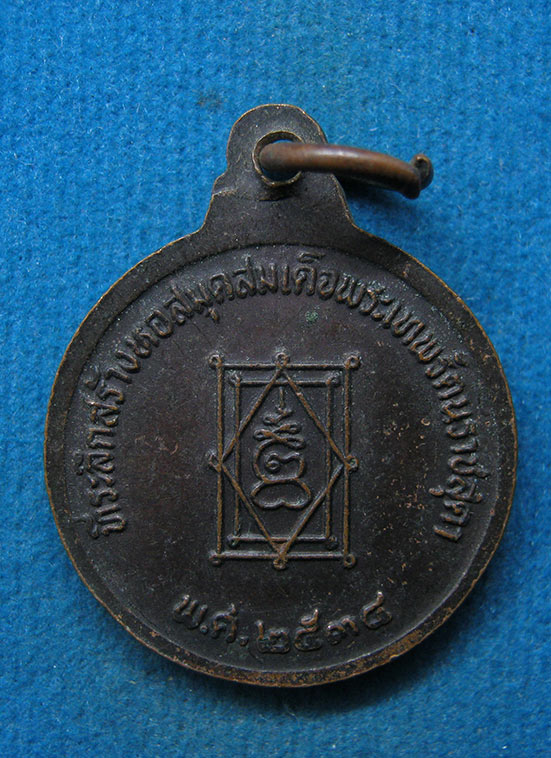 ที่ระลึกสร้างหอสมุดสมเด็จพระเทพรัตนราชสุดา
พ.ศ. ๒๕๓๔